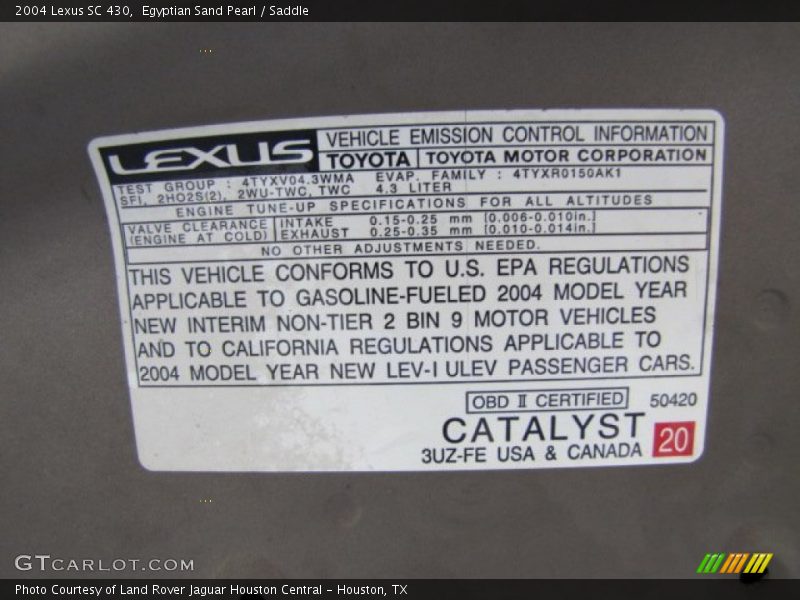 2004 Lexus SC 430, Egyptian Sand Pearl / Saddle
LEXUS
VEHICLE EMISSION CONTROL INFORMATION
TOYOTA TOYOTA MOTOR CORPORATION
TEST GROUP : 4TYXV04.3WMA EVAP. FAMILY : 4TYXR0150AK1
SFI, 2HO2S(2), 2WU-TWC, TWC 4.3 LITER
ENGINE TUNE-UP SPECIFICATIONS FOR ALL ALTITUDES
VALVE CLEARANCE INTAKE 0.15-0.25 mm [0.006-0.010in.]
(ENGINE AT COLD) EXHAUST 0.25-0.35 mm [0.010-0.014in.]
NO OTHER ADJUSTMENTS NEEDED.
THIS VEHICLE CONFORMS TO U.S. EPA REGULATIONS
APPLICABLE TO GASOLINE-FUELED 2004 MODEL YEAR
NEW INTERIM NON-TIER 2 BIN 9 MOTOR VEHICLES
AND TO CALIFORNIA REGULATIONS APPLICABLE TO
2004 MODEL YEAR NEW LEV-I ULEV PASSENGER CARS.
OBD II CERTIFIED 50420
CATALYST 20
3UZ-FE USA & CANADA
GTCARLOT.COM
Photo Courtesy of Land Rover Jaguar Houston Central - Houston, TX